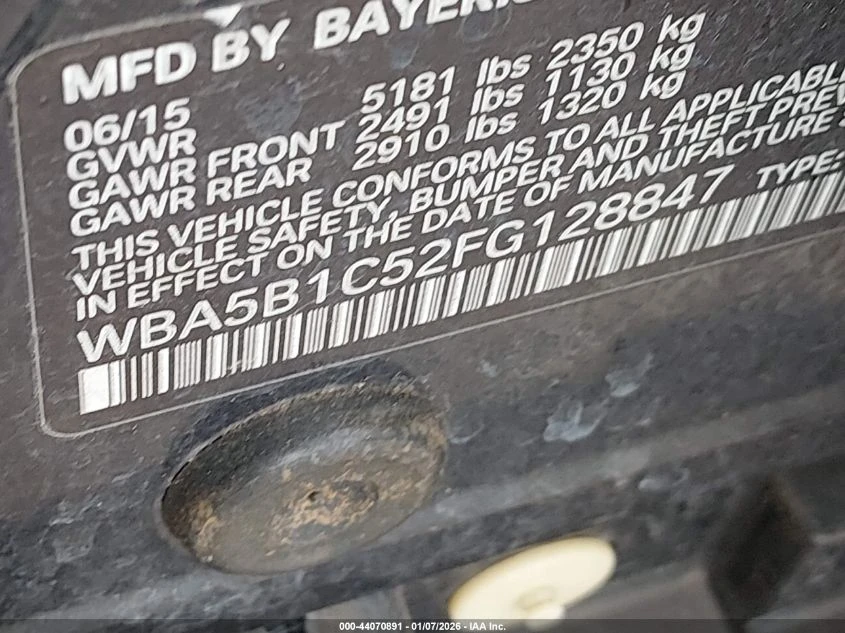 MFD BY BAYERI
06/15
GVWR 5181 lbs 2350 kg
GAWR FRONT 2491 lbs 1130 kg
GAWR REAR 2910 lbs 1320 kg
THIS VEHICLE CONFORMS TO ALL APPLICABL
VEHICLE SAFETY, BUMPER AND THEFT PREV
IN EFFECT ON THE DATE OF MANUFACTURE
WBA5B1C52FG128847 TYPE:
000-44070891 - 01/07/2026 - IAA Inc.